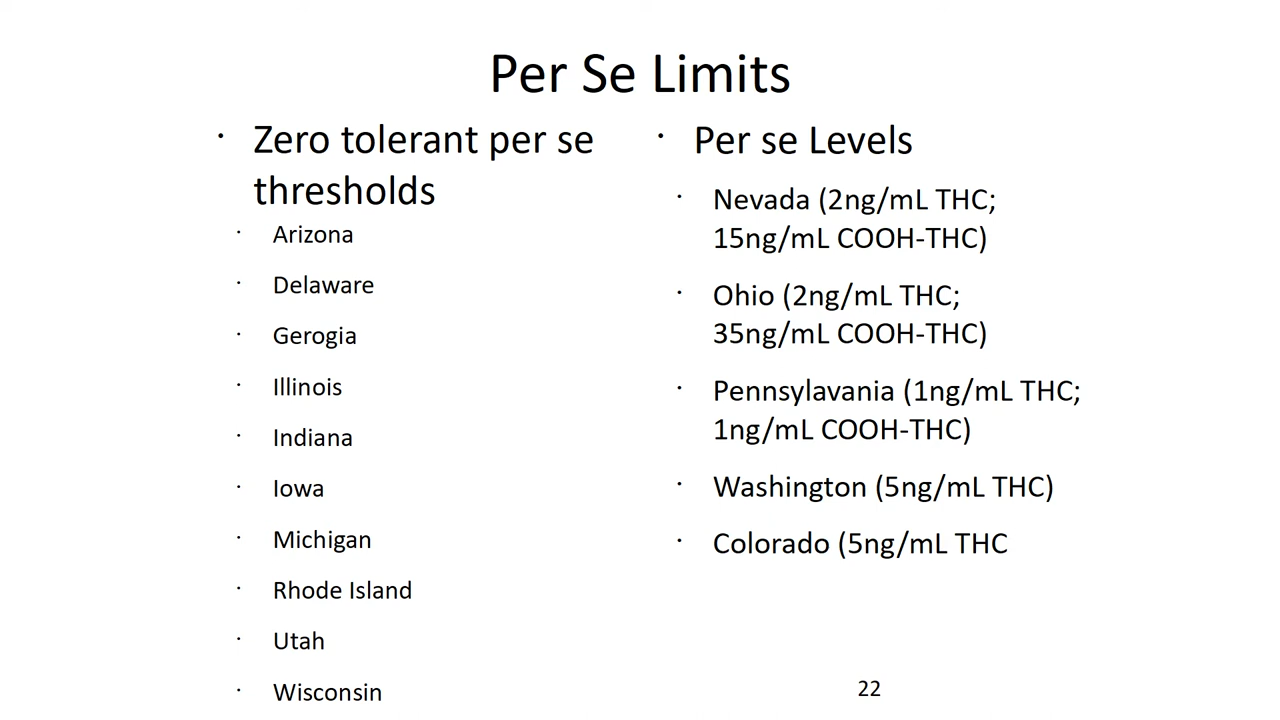 Per Se Limits
· Zero tolerant per se
thresholds
· Arizona
· Delaware
· Gerogia
· Illinois
· Indiana
· Iowa
· Michigan
· Rhode Island
· Utah
· Wisconsin
· Per se Levels
· Nevada (2ng/mL THC;
15ng/mL COOH-THC)
· Ohio (2ng/mL THC;
35ng/mL COOH-THC)
· Pennsylavania (1ng/mL THC;
1ng/mL COOH-THC)
· Washington (5ng/mL THC)
· Colorado (5ng/mL THC
22